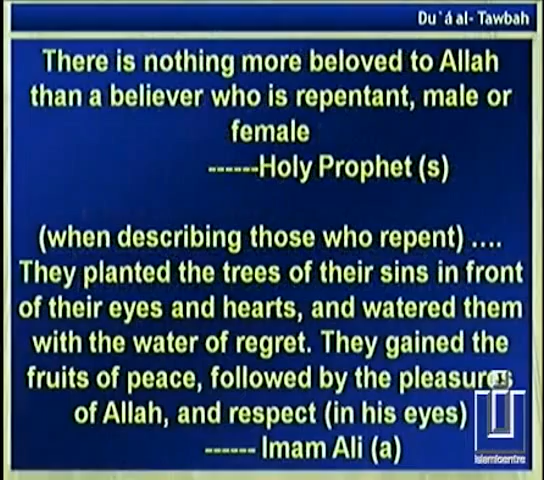 Du`á al- Tawbah
There is nothing more beloved to Allah
than a believer who is repentant, male or
female
------Holy Prophet (s)
(when describing those who repent) ....
They planted the trees of their sins in front
of their eyes and hearts, and watered them
with the water of regret. They gained the
fruits of peace, followed by the pleasures
of Allah, and respect (in his eyes)
------ Imam Ali (a)
islamicentre